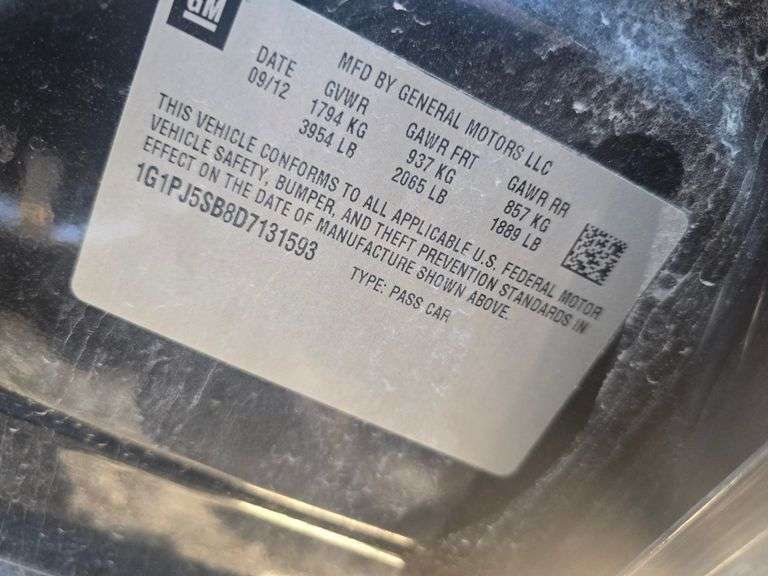 GM
MFD BY GENERAL MOTORS LLC
DATE GVWR GAWR FRT GAWR RR
09/12 1794 KG 937 KG 857 KG
3954 LB 2065 LB 1889 LB
THIS VEHICLE CONFORMS TO ALL APPLICABLE U.S. FEDERAL MOTOR
VEHICLE SAFETY, BUMPER, AND THEFT PREVENTION STANDARDS IN
EFFECT ON THE DATE OF MANUFACTURE SHOWN ABOVE.
1G1PJ5SB8D7131593
TYPE: PASS CAR